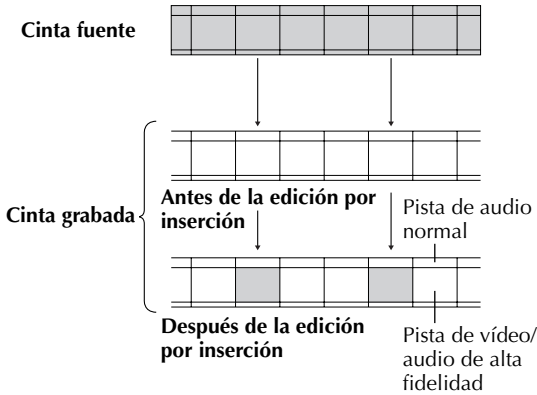 Cinta fuente
Cinta grabada
Antes de la edición por
inserción
Pista de audio
normal
Después de la edición
por inserción
Pista de vídeo/
audio de alta
fidelidad